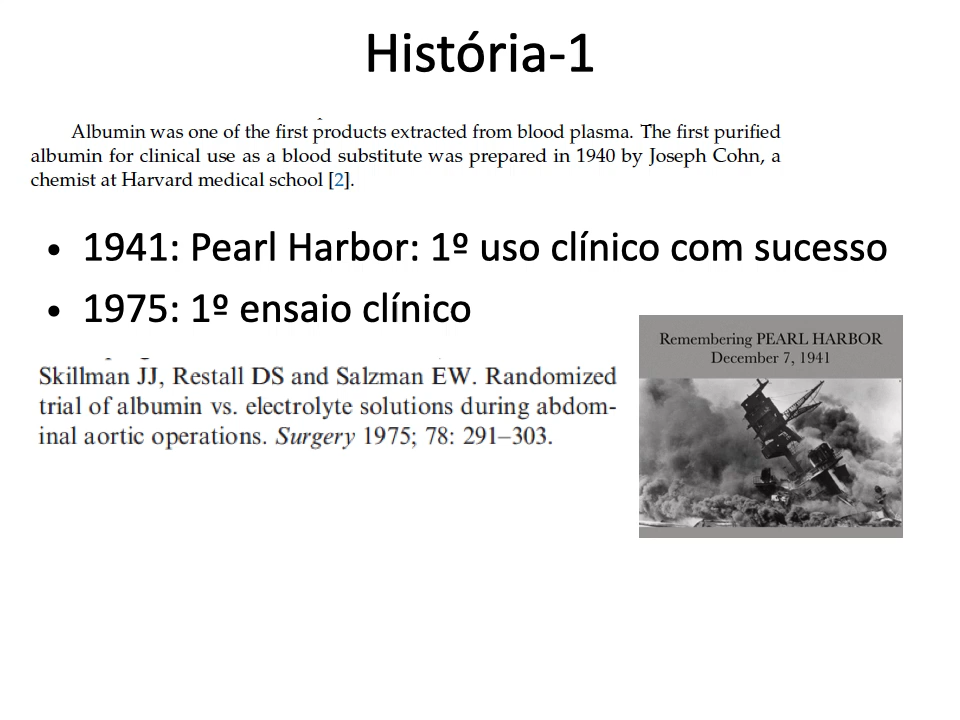 História-1
Albumin was one of the first products extracted from blood plasma. The first purified
albumin for clinical use as a blood substitute was prepared in 1940 by Joseph Cohn, a
chemist at Harvard medical school [2].
• 1941: Pearl Harbor: 1º uso clínico com sucesso
• 1975: 1º ensaio clínico
Skillman JJ, Restall DS and Salzman EW. Randomized
trial of albumin vs. electrolyte solutions during abdom-
inal aortic operations. Surgery 1975; 78: 291–303.
Remembering PEARL HARBOR
December 7, 1941